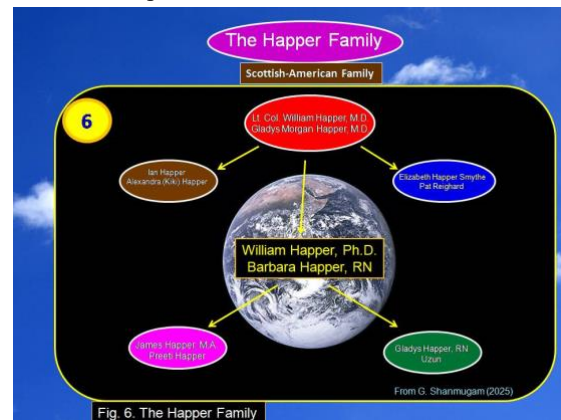 The Happer Family
Scottish-American Family
6
Lt. Col. William Happer, M.D.
Gladys Morgan Happer, M.D
Ian Happer
Alexandra (Kiki) Happer
Elizabeth Happer Smythe
Pat Reighard
William Happer, Ph.D.
Barbara Happer, RN
James Happer, M.A.
Preeti Happer
Gladys Happer, RN
Uzun
From G. Shanmugam (2025)
Fig. 6. The Happer Family